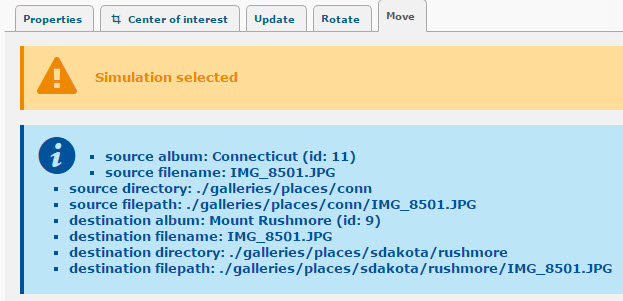 Properties
Center of interest
Update
Rotate
Move
Simulation selected
source album: Connecticut (id: 11)
source filename: IMG_8501.JPG
source directory: ./galleries/places/conn
source filepath: ./galleries/places/conn/IMG_8501.JPG
destination album: Mount Rushmore (id: 9)
destination filename: IMG_8501.JPG
destination directory: ./galleries/places/sdakota/rushmore
destination filepath: ./galleries/places/sdakota/rushmore/IMG_8501.JPG